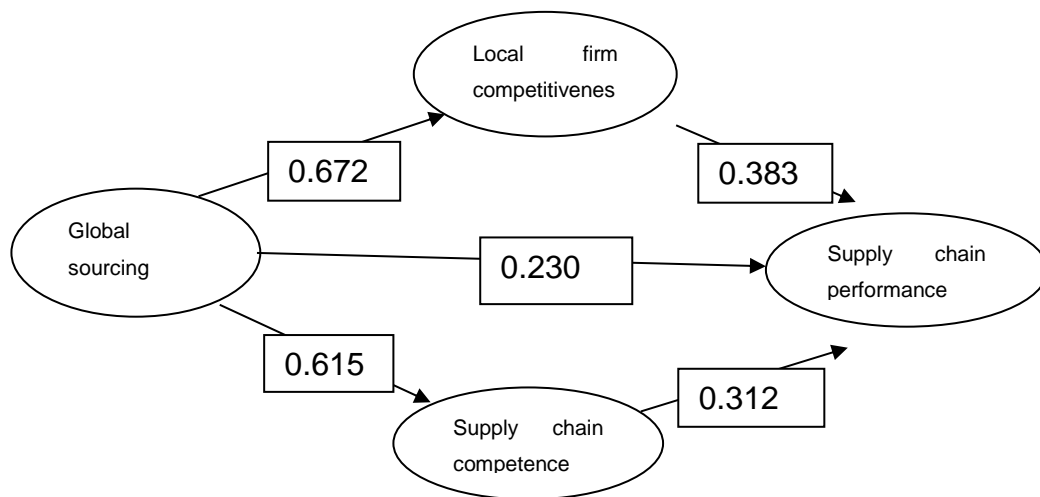 Local firm
competitivenes
0.672
0.383
Global
sourcing
0.230
Supply chain
performance
0.615
0.312
Supply chain
competence